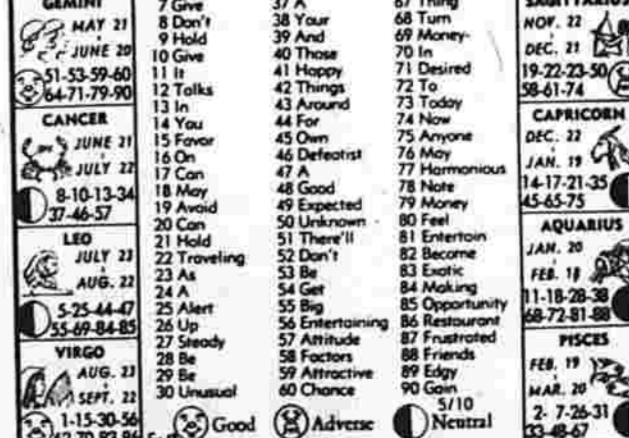 GEMINI
MAY 21
JUNE 20
51-53-59-60
64-71-79-90
CANCER
JUNE 21
JULY 22
8-10-13-34
37-46-57
LEO
JULY 23
AUG. 22
5-25-44-47
55-69-84-85
VIRGO
AUG. 23
SEPT. 22
1-15-30-56
7 Give
8 Don't
9 Hold
10 Give
11 It
12 Talks
13 In
14 You
15 Favor
16 On
17 Can
18 May
19 Avoid
20 Can
21 Hold
22 Traveling
23 As
24 A
25 Alert
26 Up
27 Steady
28 Be
29 Be
30 Unusual
37 A
38 Your
39 And
40 Those
41 Happy
42 Things
43 Around
44 For
45 Own
46 Defeatist
47 A
48 Good
49 Expected
50 Unknown
51 There'll
52 Don't
53 Be
54 Get
55 Big
56 Entertaining
57 Attitude
58 Factors
59 Attractive
60 Chance
67 Thing
68 Turn
69 Money-
70 In
71 Desired
72 To
73 Today
74 Now
75 Anyone
76 May
77 Harmonious
78 Note
79 Money
80 Feel
81 Entertain
82 Become
83 Exotic
84 Making
85 Opportunity
86 Restaurant
87 Frustrated
88 Friends
89 Edgy
90 Gain
5/10
Good
Adverse
Neutral
SAGITTARIUS
NOV. 22
DEC. 21
19-22-23-50
58-61-74
CAPRICORN
DEC. 22
JAN. 19
14-17-21-35
45-65-75
AQUARIUS
JAN. 20
FEB. 18
11-18-28-38
68-72-81-88
PISCES
FEB. 19
MAR. 20
2- 7-26-31
33-48-67